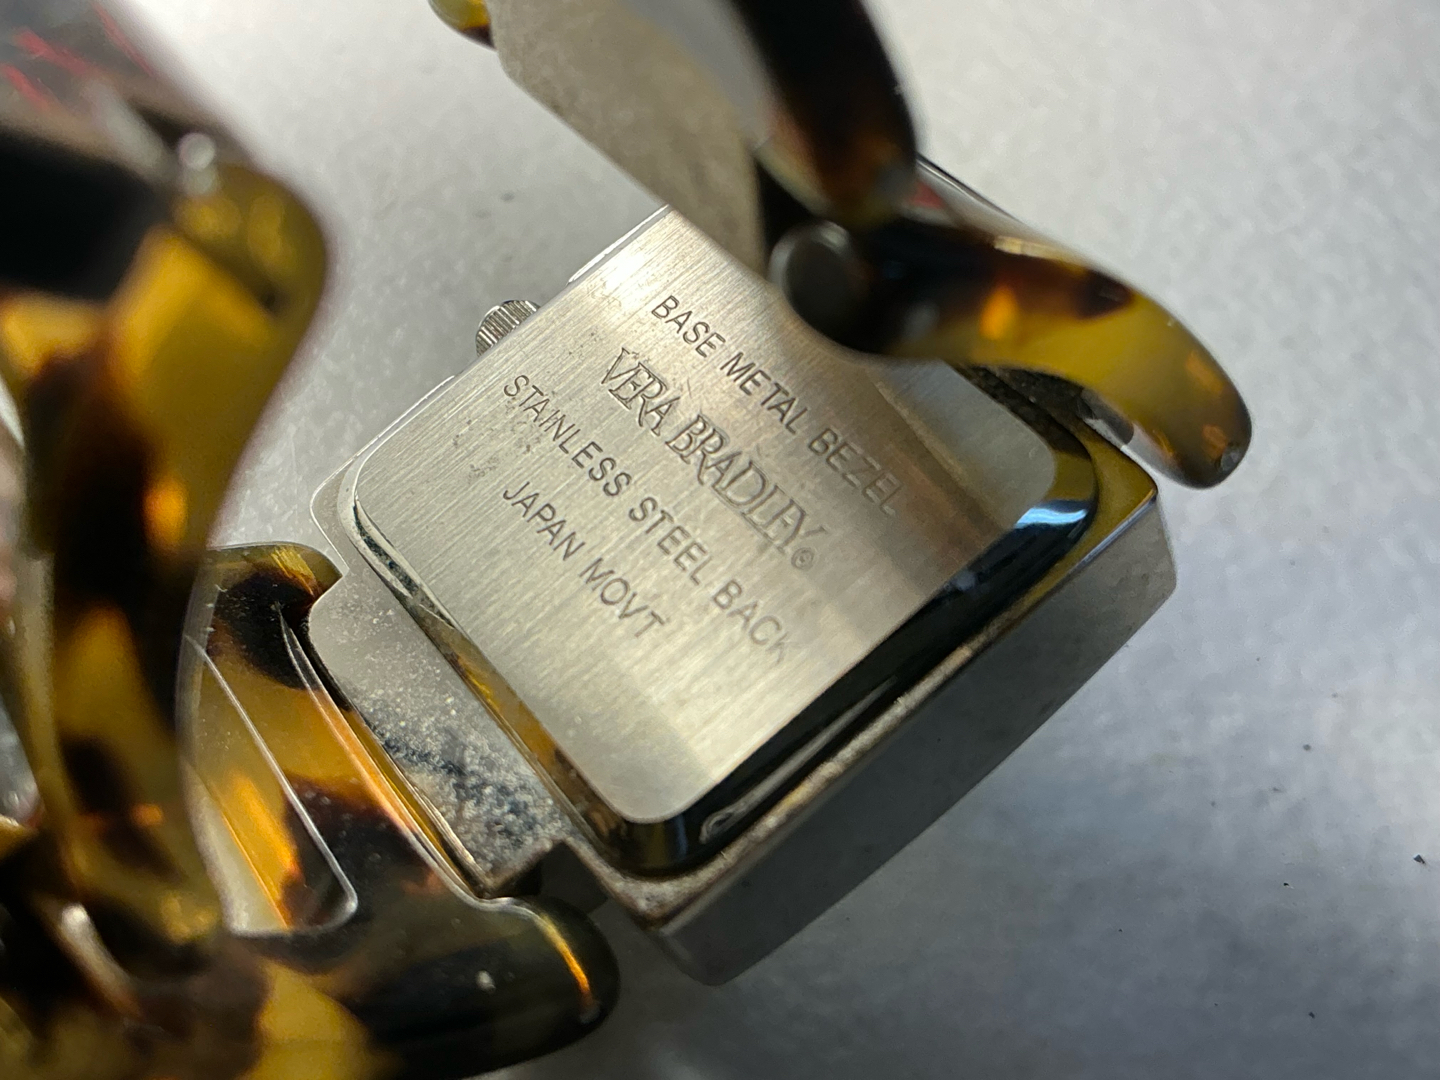 BASE METAL BEZEL
VERA BRADLEY®
STAINLESS STEEL BACK
JAPAN MOVT